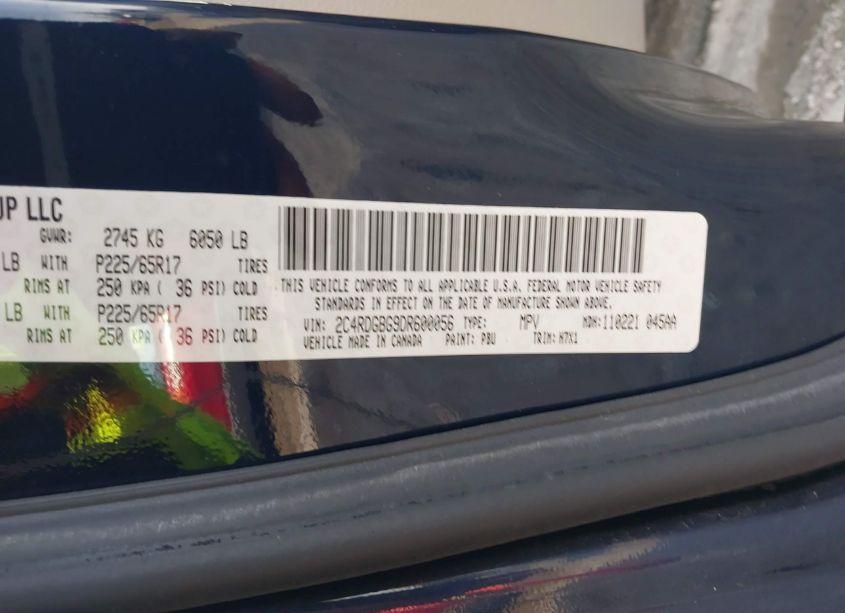 UP LLC
GVWR: 2745 KG 6050 LB
LB WITH P225/65R17 TIRES
RIMS AT 250 KPA ( 36 PSI) COLD
LB WITH P225/65R17 TIRES
RIMS AT 250 KPA ( 36 PSI) COLD
THIS VEHICLE CONFORMS TO ALL APPLICABLE U.S.A. FEDERAL MOTOR VEHICLE SAFETY
STANDARDS IN EFFECT ON THE DATE OF MANUFACTURE SHOWN ABOVE.
VIN: 2C4RDGBG9DR600056 TYPE: MPV MDH: 110221 045AA
VEHICLE MADE IN CANADA PAINT: PBU TRIM: H7X1